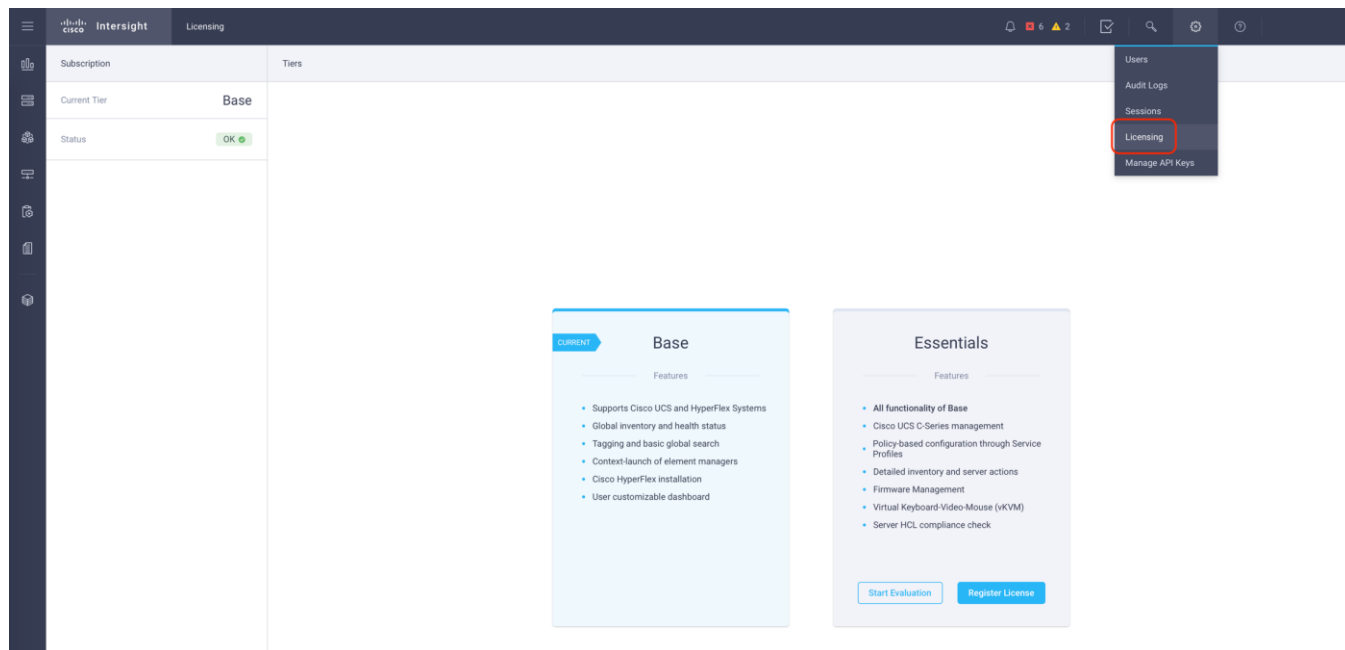 cisco Intersight
Licensing
6
2
Users
Audit Logs
Sessions
Licensing
Manage API Keys
Subscription
Current Tier Base
Status OK
Tiers
CURRENT
Base
Features
Supports Cisco UCS and HyperFlex Systems
Global inventory and health status
Tagging and basic global search
Context-launch of element managers
Cisco HyperFlex installation
User customizable dashboard
Essentials
Features
All functionality of Base
Cisco UCS C-Series management
Policy-based configuration through Service
Profiles
Detailed inventory and server actions
Firmware Management
Virtual Keyboard-Video-Mouse (vKVM)
Server HCL compliance check
Start Evaluation
Register License